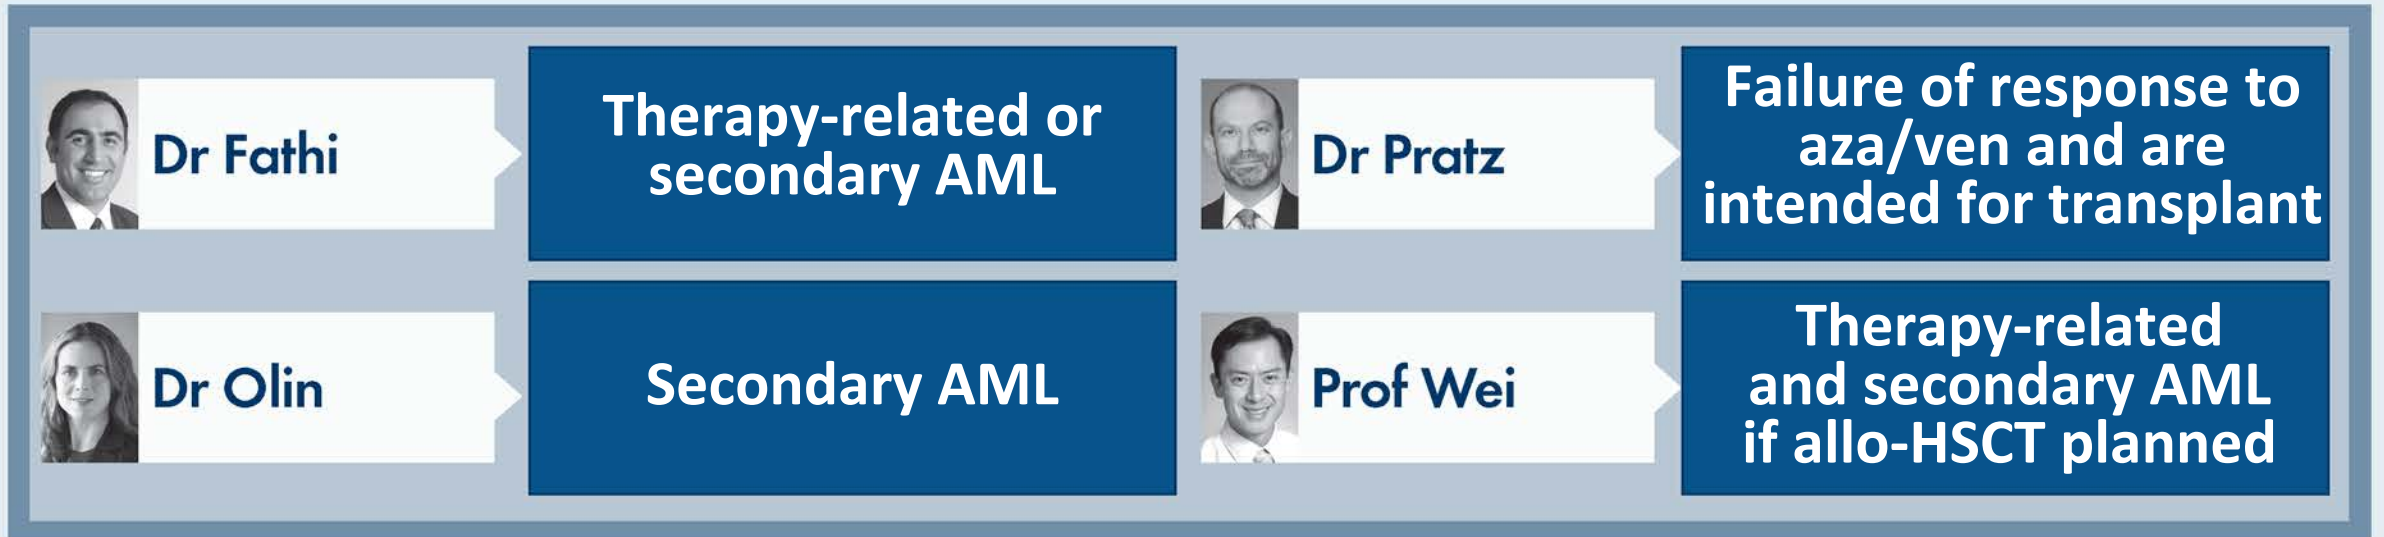 Dr Fathi
Therapy-related or
secondary AML
Dr Pratz
Failure of response to
aza/ven and are
intended for transplant
Dr Olin
Secondary AML
Prof Wei
Therapy-related
and secondary AML
if allo-HSCT planned